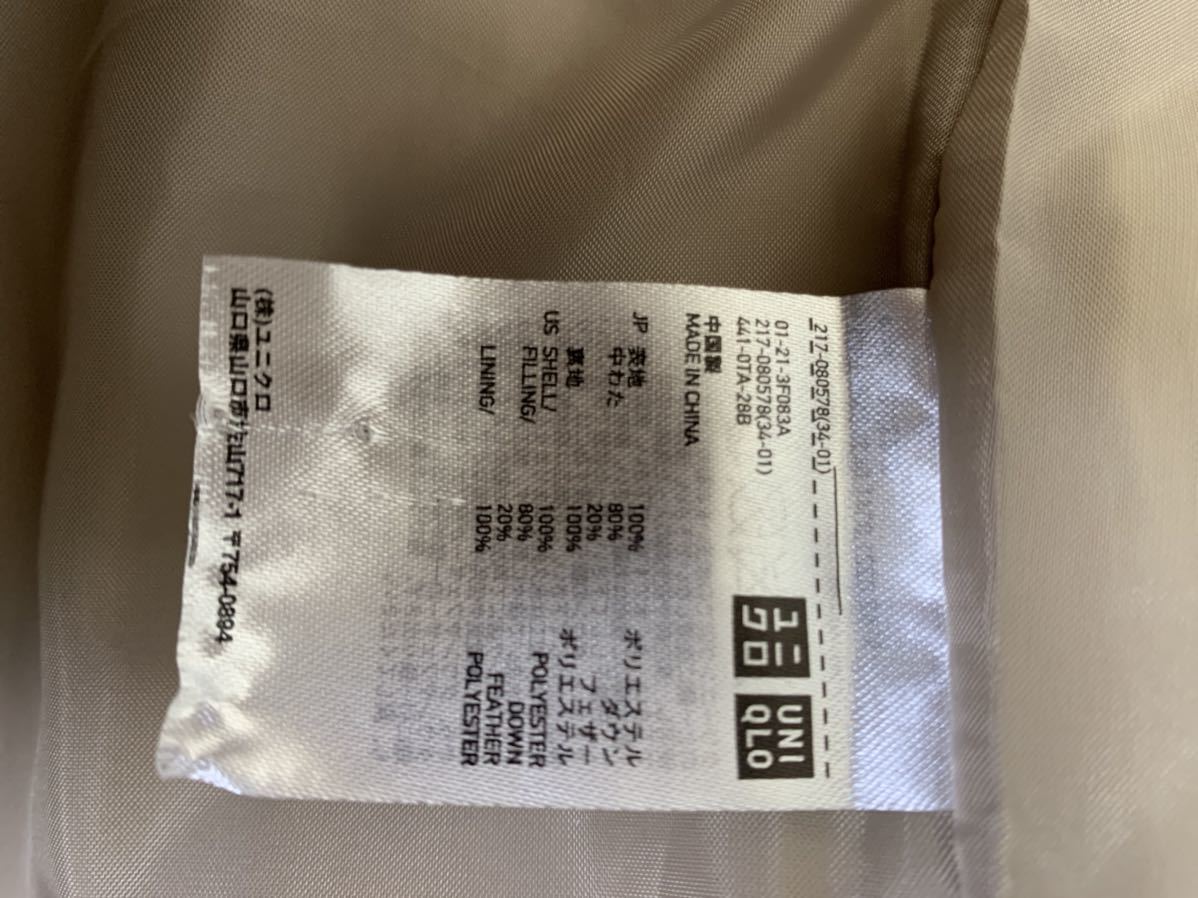 217-080578(34-01)
ユニ
クロ
UNI
QLO
01-21-3F083A
217-080578(34-01)
441-0TA-28B
中国製
MADE IN CHINA
JP 表地 100% ポリエステル
中わた 80% ダウン
20% フェザー
裏地 100% ポリエステル
US SHELL/ 100% POLYESTER
FILLING/ 80% DOWN
20% FEATHER
LINING/ 100% POLYESTER
(株)ユニクロ
山口県山口市佐山717-1 〒754-0894